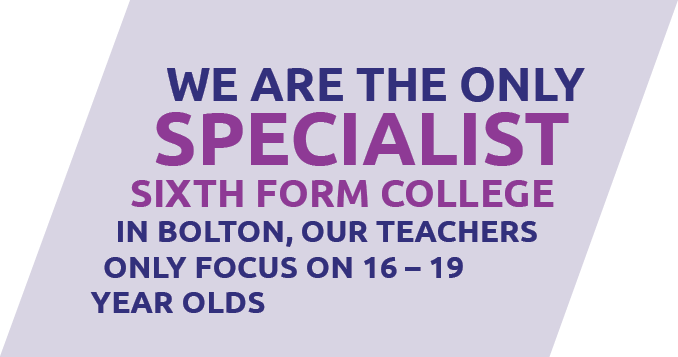 WE ARE THE ONLY
SPECIALIST
SIXTH FORM COLLEGE
IN BOLTON, OUR TEACHERS
ONLY FOCUS ON 16 – 19
YEAR OLDS